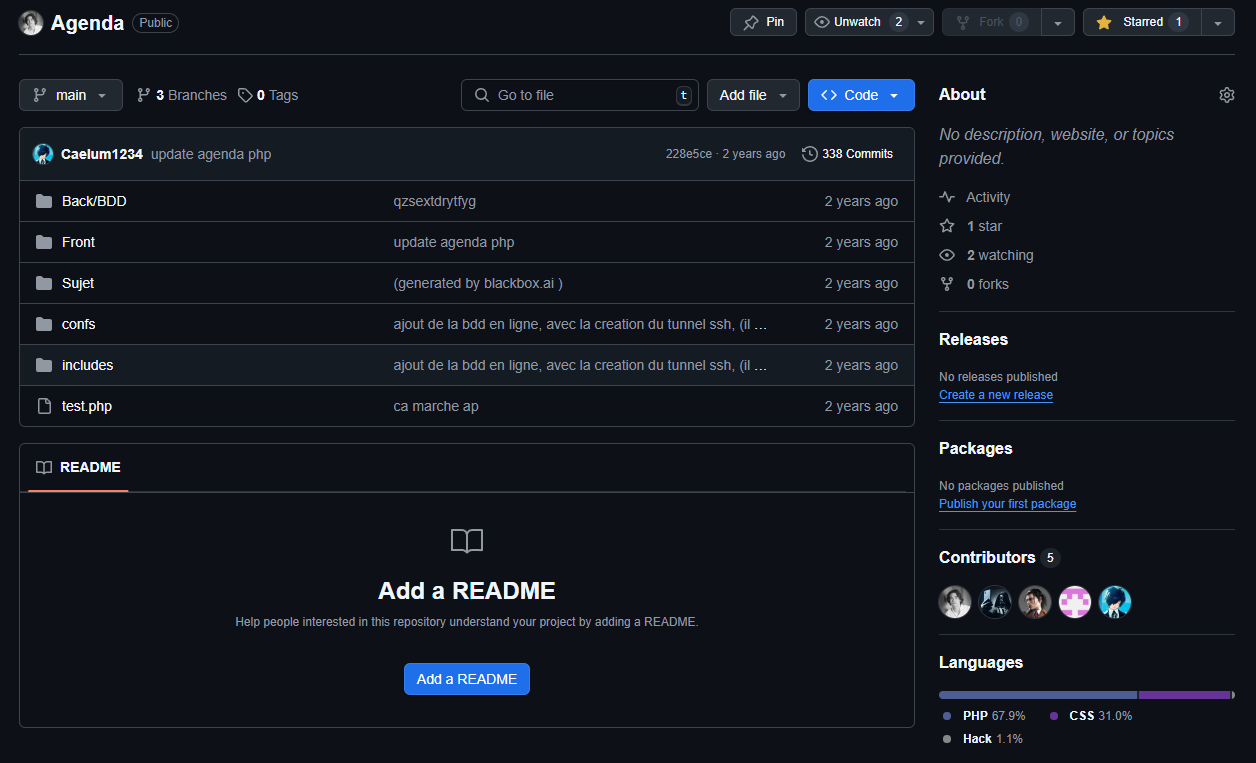 Agenda Public Pin Unwatch 2 Fork 0 Starred 1
main 3 Branches 0 Tags Go to file t Add file Code
Caelum1234 update agenda php 228e5ce · 2 years ago 338 Commits
Back/BDD qzsextdrytfyg 2 years ago
Front update agenda php 2 years ago
Sujet (generated by blackbox.ai ) 2 years ago
confs ajout de la bdd en ligne, avec la creation du tunnel ssh, (il ... 2 years ago
includes ajout de la bdd en ligne, avec la creation du tunnel ssh, (il ... 2 years ago
test.php ca marche ap 2 years ago
README
Add a README
Help people interested in this repository understand your project by adding a README.
Add a README
About
No description, website, or topics
provided.
Activity
1 star
2 watching
0 forks
Releases
No releases published
Create a new release
Packages
No packages published
Publish your first package
Contributors 5
Languages
PHP 67.9% CSS 31.0%
Hack 1.1%